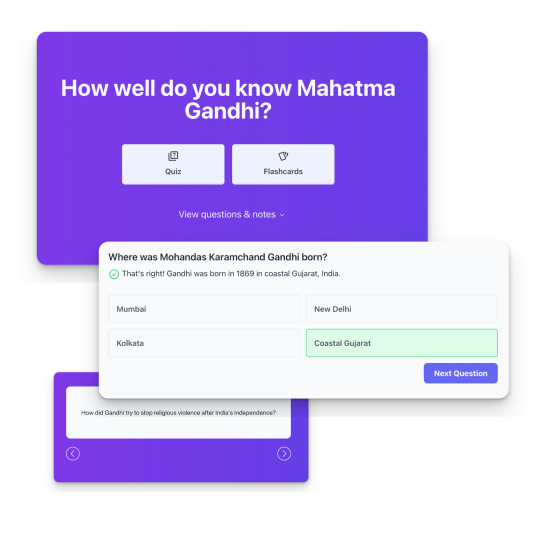 How well do you know Mahatma
Gandhi?
Quiz
Flashcards
View questions & notes
Where was Mohandas Karamchand Gandhi born?
That's right! Gandhi was born in 1869 in coastal Gujarat, India.
Mumbai
New Delhi
Kolkata
Coastal Gujarat
Next Question
How did Gandhi try to stop religious violence after India's independence?